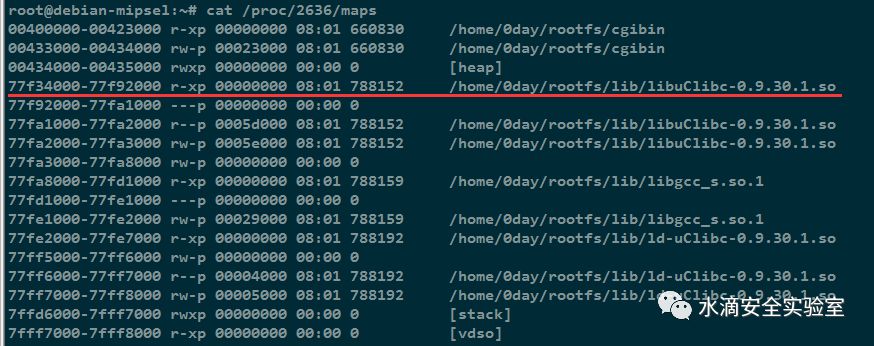 root@debian-mipsel:~# cat /proc/2636/maps
00400000-00423000 r-xp 00000000 08:01 660830 /home/0day/rootfs/cgibin
00433000-00434000 rw-p 00023000 08:01 660830 /home/0day/rootfs/cgibin
00434000-00435000 rwxp 00000000 00:00 0 [heap]
77f34000-77f92000 r-xp 00000000 08:01 788152 /home/0day/rootfs/lib/libuClibc-0.9.30.1.so
77f92000-77fa1000 ---p 00000000 00:00 0
77fa1000-77fa2000 r--p 0005d000 08:01 788152 /home/0day/rootfs/lib/libuClibc-0.9.30.1.so
77fa2000-77fa3000 rw-p 0005e000 08:01 788152 /home/0day/rootfs/lib/libuClibc-0.9.30.1.so
77fa3000-77fa8000 rw-p 00000000 00:00 0
77fa8000-77fd1000 r-xp 00000000 08:01 788159 /home/0day/rootfs/lib/libgcc_s.so.1
77fd1000-77fe1000 ---p 00000000 00:00 0
77fe1000-77fe2000 rw-p 00029000 08:01 788159 /home/0day/rootfs/lib/libgcc_s.so.1
77fe2000-77fe7000 r-xp 00000000 08:01 788192 /home/0day/rootfs/lib/ld-uClibc-0.9.30.1.so
77ff5000-77ff6000 rw-p 00000000 00:00 0
77ff6000-77ff7000 r--p 00004000 08:01 788192 /home/0day/rootfs/lib/ld-uClibc-0.9.30.1.so
77ff7000-77ff8000 rw-p 00005000 08:01 788192 /home/0day/rootfs/lib/ld-uClibc-0.9.30.1.so
7ffd6000-7fff7000 rwxp 00000000 00:00 0 [stack]
7fff7000-7fff8000 r-xp 00000000 00:00 0 [vdso]
水滴安全实验室